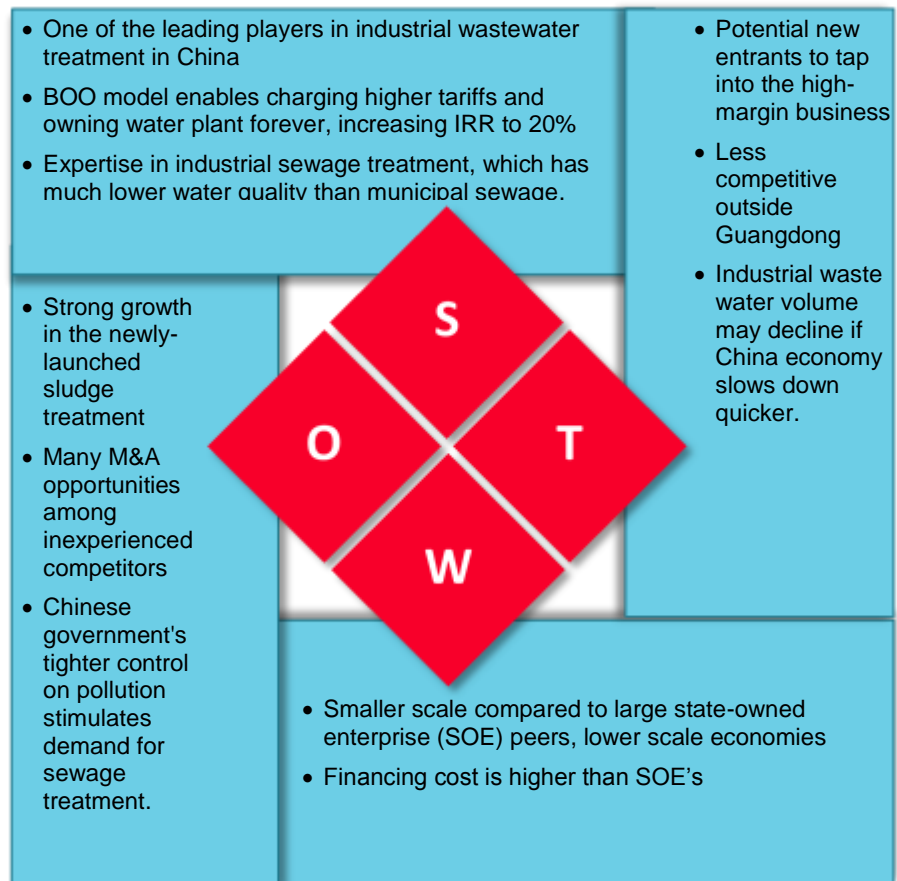 • One of the leading players in industrial wastewater
treatment in China
• BOO model enables charging higher tariffs and
owning water plant forever, increasing IRR to 20%
• Expertise in industrial sewage treatment, which has
much lower water quality than municipal sewage.
• Potential new
entrants to tap
into the high-
margin business
• Less
competitive
outside
Guangdong
• Industrial waste
water volume
may decline if
China economy
slows down
quicker.
S
O
T
W
• Strong growth
in the newly-
launched
sludge
treatment
• Many M&A
opportunities
among
inexperienced
competitors
• Chinese
government's
tighter control
on pollution
stimulates
demand for
sewage
treatment.
• Smaller scale compared to large state-owned
enterprise (SOE) peers, lower scale economies
• Financing cost is higher than SOE’s